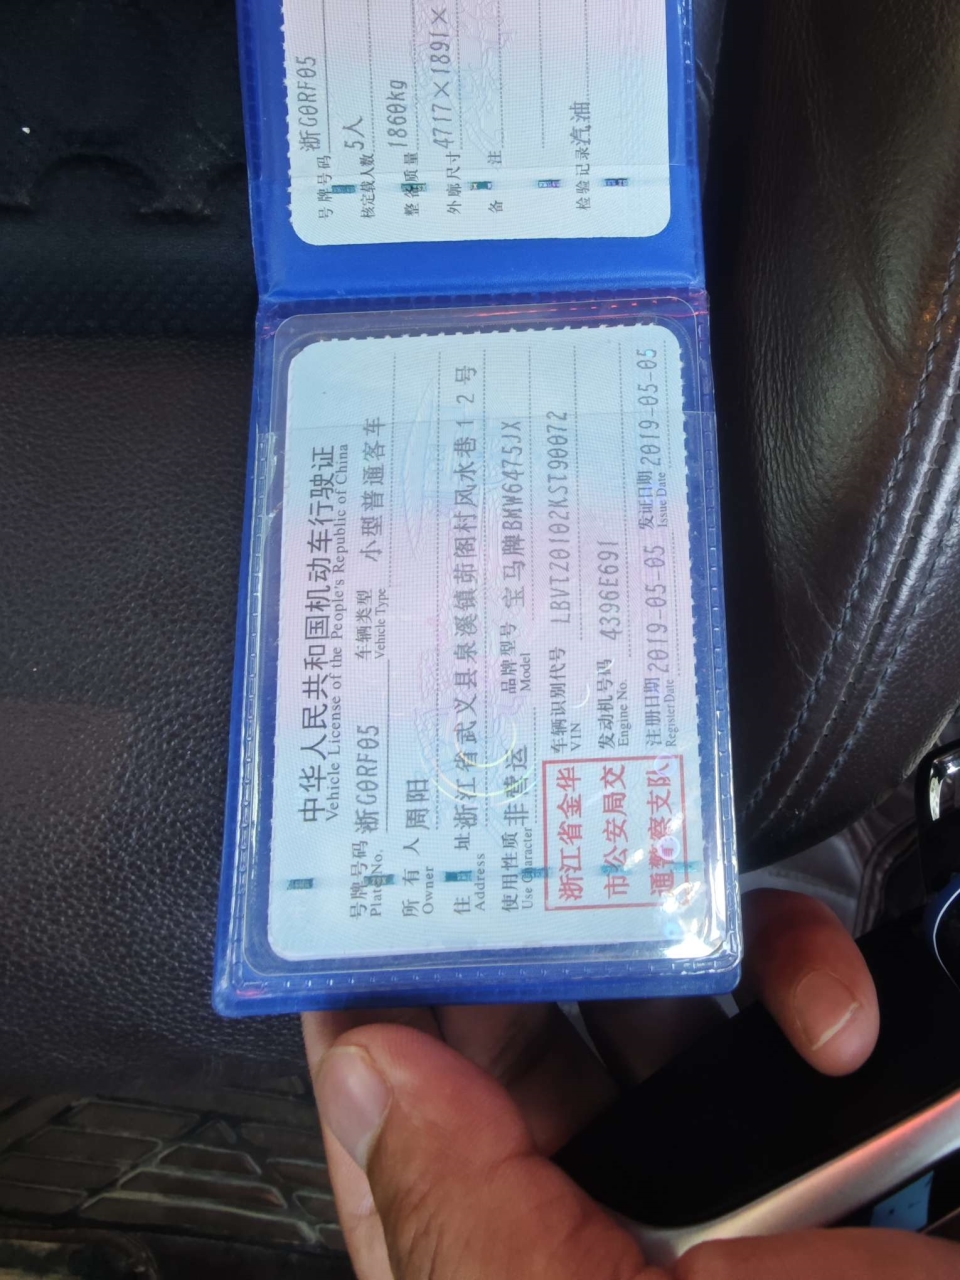 中华人民共和国机动车行驶证
Vehicle License of the People's Republic of China
号牌号码 浙G0RF05 车辆类型 小型普通客车
Plate No. Vehicle Type
所有人 周阳
Owner
住址 浙江省武义县泉溪镇茆阁村风水巷1-2号
Address
使用性质 非营运 品牌型号 宝马牌BMW6475JX
Use Character Model
浙江省金华
市公安局交
通警察支队
车辆识别代号 LBVTZ0102KST90072
VIN
发动机号码 4396E691
Engine No.
注册日期 2019-05-05 发证日期 2019-05-05
Register Date Issue Date
号牌号码 浙G0RF05
核定载人数 5人
整备质量 1860kg
外廓尺寸 4717×1891×
备注
检验记录 汽油